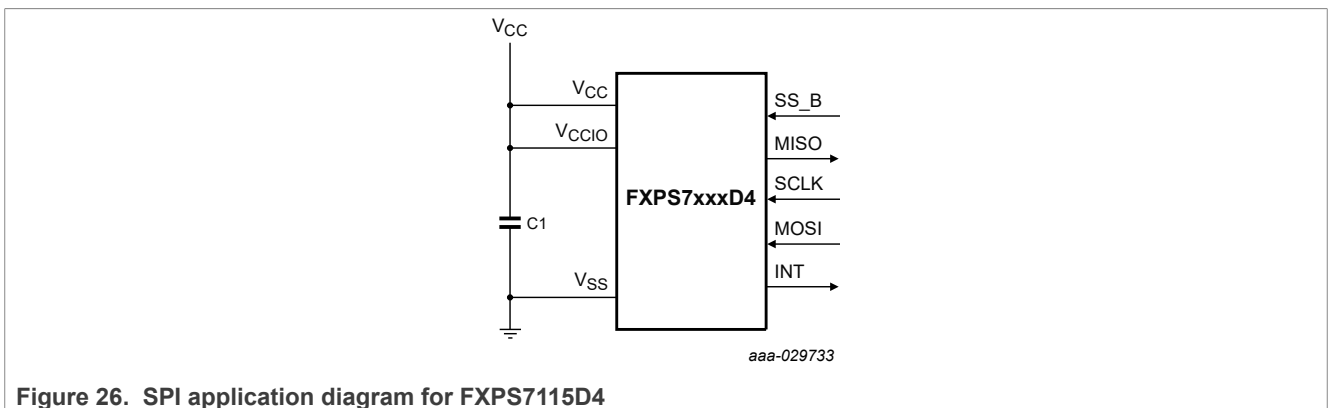 VCC
VCC
SS_B
VCCIO
MISO
SCLK
FXPS7xxxD4
C1
MOSI
VSS
INT
aaa-029733
Figure 26. SPI application diagram for FXPS7115D4